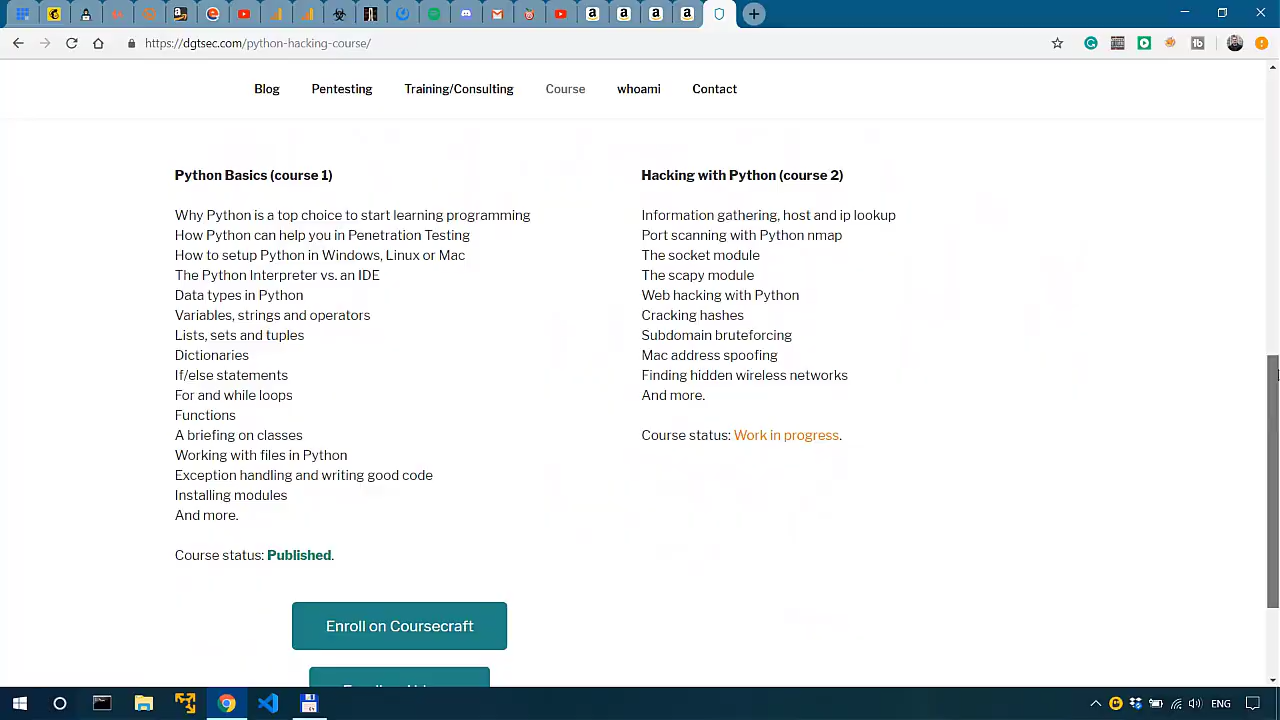 https://dgtsec.com/python-hacking-course/
Blog
Pentesting
Training/Consulting
Course
whoami
Contact
Python Basics (course 1)
Why Python is a top choice to start learning programming
How Python can help you in Penetration Testing
How to setup Python in Windows, Linux or Mac
The Python Interpreter vs. an IDE
Data types in Python
Variables, strings and operators
Lists, sets and tuples
Dictionaries
If/else statements
For and while loops
Functions
A briefing on classes
Working with files in Python
Exception handling and writing good code
Installing modules
And more.
Course status: Published.
Enroll on Coursecraft
Hacking with Python (course 2)
Information gathering, host and ip lookup
Port scanning with Python nmap
The socket module
The scapy module
Web hacking with Python
Cracking hashes
Subdomain bruteforcing
Mac address spoofing
Finding hidden wireless networks
And more.
Course status: Work in progress.
ENG